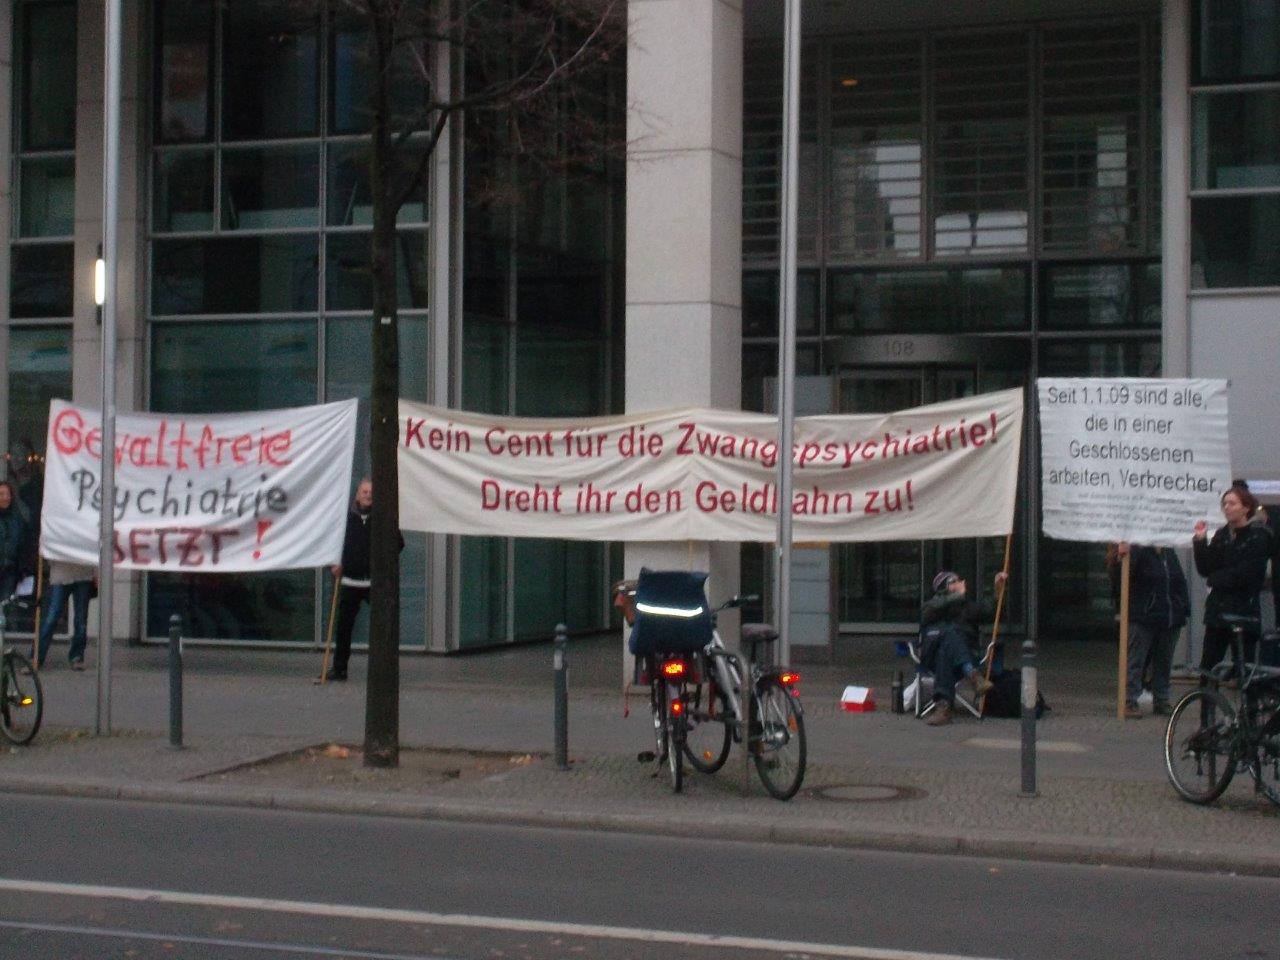 Gewaltfreie
Psychiatrie
JETZT !
Kein Cent für die Zwangspsychiatrie!
Dreht ihr den Geldhahn zu!
108
Seit 1.1.09 sind alle,
die in einer
Geschlossenen
arbeiten, Verbrecher,